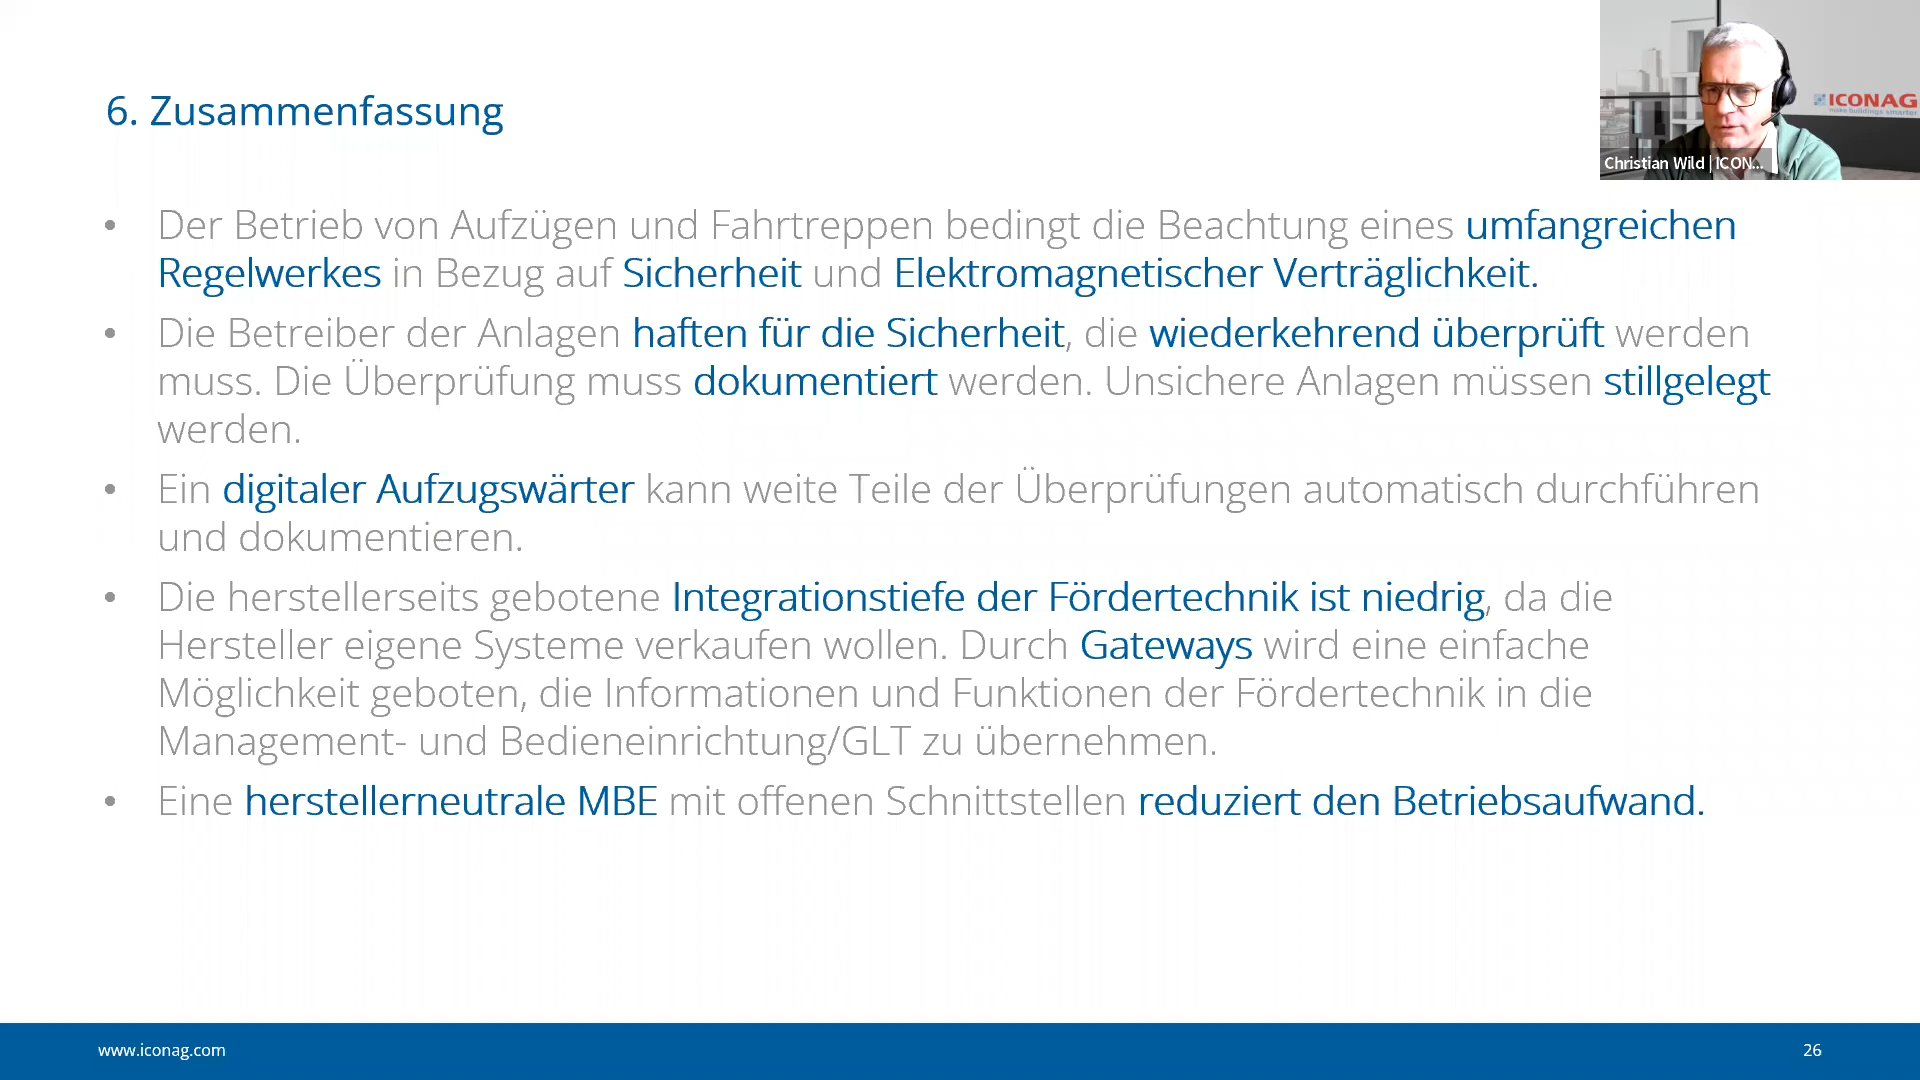 6. Zusammenfassung
ICONAG
make buildings smarter
Christian Wild | ICON...
• Der Betrieb von Aufzügen und Fahrtreppen bedingt die Beachtung eines umfangreichen
Regelwerkes in Bezug auf Sicherheit und Elektromagnetischer Verträglichkeit.
• Die Betreiber der Anlagen haften für die Sicherheit, die wiederkehrend überprüft werden
muss. Die Überprüfung muss dokumentiert werden. Unsichere Anlagen müssen stillgelegt
werden.
• Ein digitaler Aufzugswärter kann weite Teile der Überprüfungen automatisch durchführen
und dokumentieren.
• Die herstellerseits gebotene Integrationstiefe der Fördertechnik ist niedrig, da die
Hersteller eigene Systeme verkaufen wollen. Durch Gateways wird eine einfache
Möglichkeit geboten, die Informationen und Funktionen der Fördertechnik in die
Management- und Bedieneinrichtung/GLT zu übernehmen.
• Eine herstellerneutrale MBE mit offenen Schnittstellen reduziert den Betriebsaufwand.
www.iconag.com
26